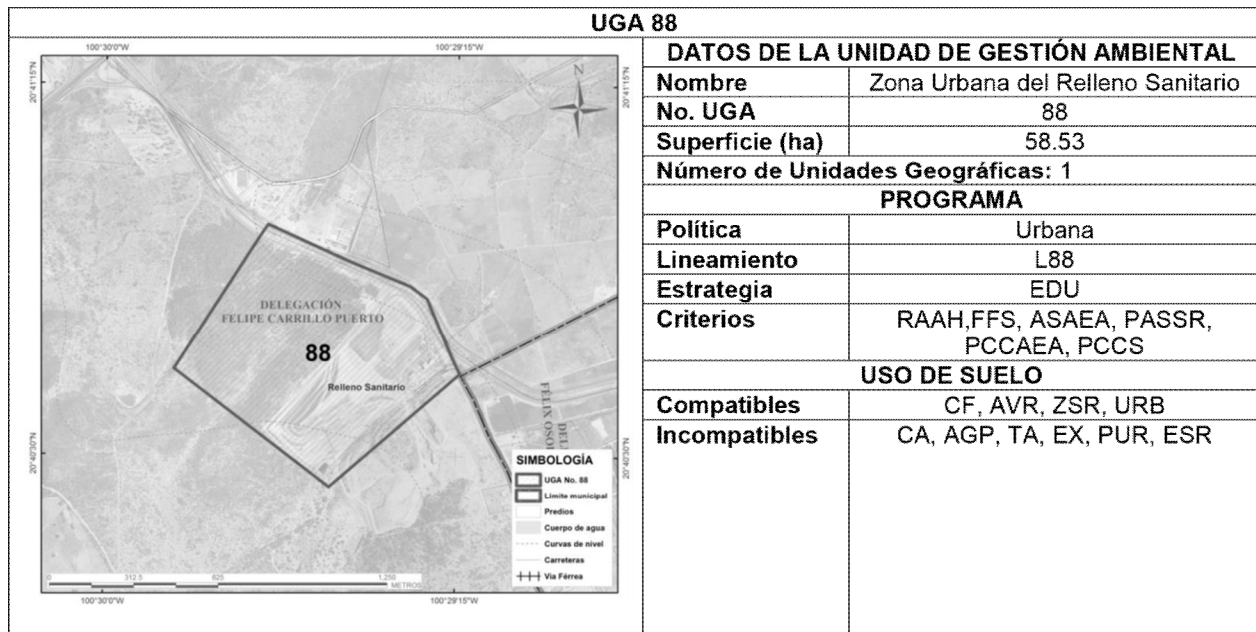 UGA 88
100°30'0"W 100°29'15"W
20°41'15"N 20°41'15"N
N
DELEGACIÓN
FELIPE CARRILLO PUERTO
88
Relleno Sanitario
FELIX OSO
DEL
20°40'30"N 20°40'30"N
SIMBOLOGÍA
UGA No. 88
Límite municipal
Predios
Cuerpo de agua
Curvas de nivel
Carreteras
Vía Férrea
0 312.5 625 1,250
METROS
100°30'0"W 100°29'15"W
DATOS DE LA UNIDAD DE GESTIÓN AMBIENTAL
Nombre Zona Urbana del Relleno Sanitario
No. UGA 88
Superficie (ha) 58.53
Número de Unidades Geográficas: 1
PROGRAMA
Política Urbana
Lineamiento L88
Estrategia EDU
Criterios RAAH,FFS, ASAEA, PASSR,
PCCAEA, PCCS
USO DE SUELO
Compatibles CF, AVR, ZSR, URB
Incompatibles CA, AGP, TA, EX, PUR, ESR